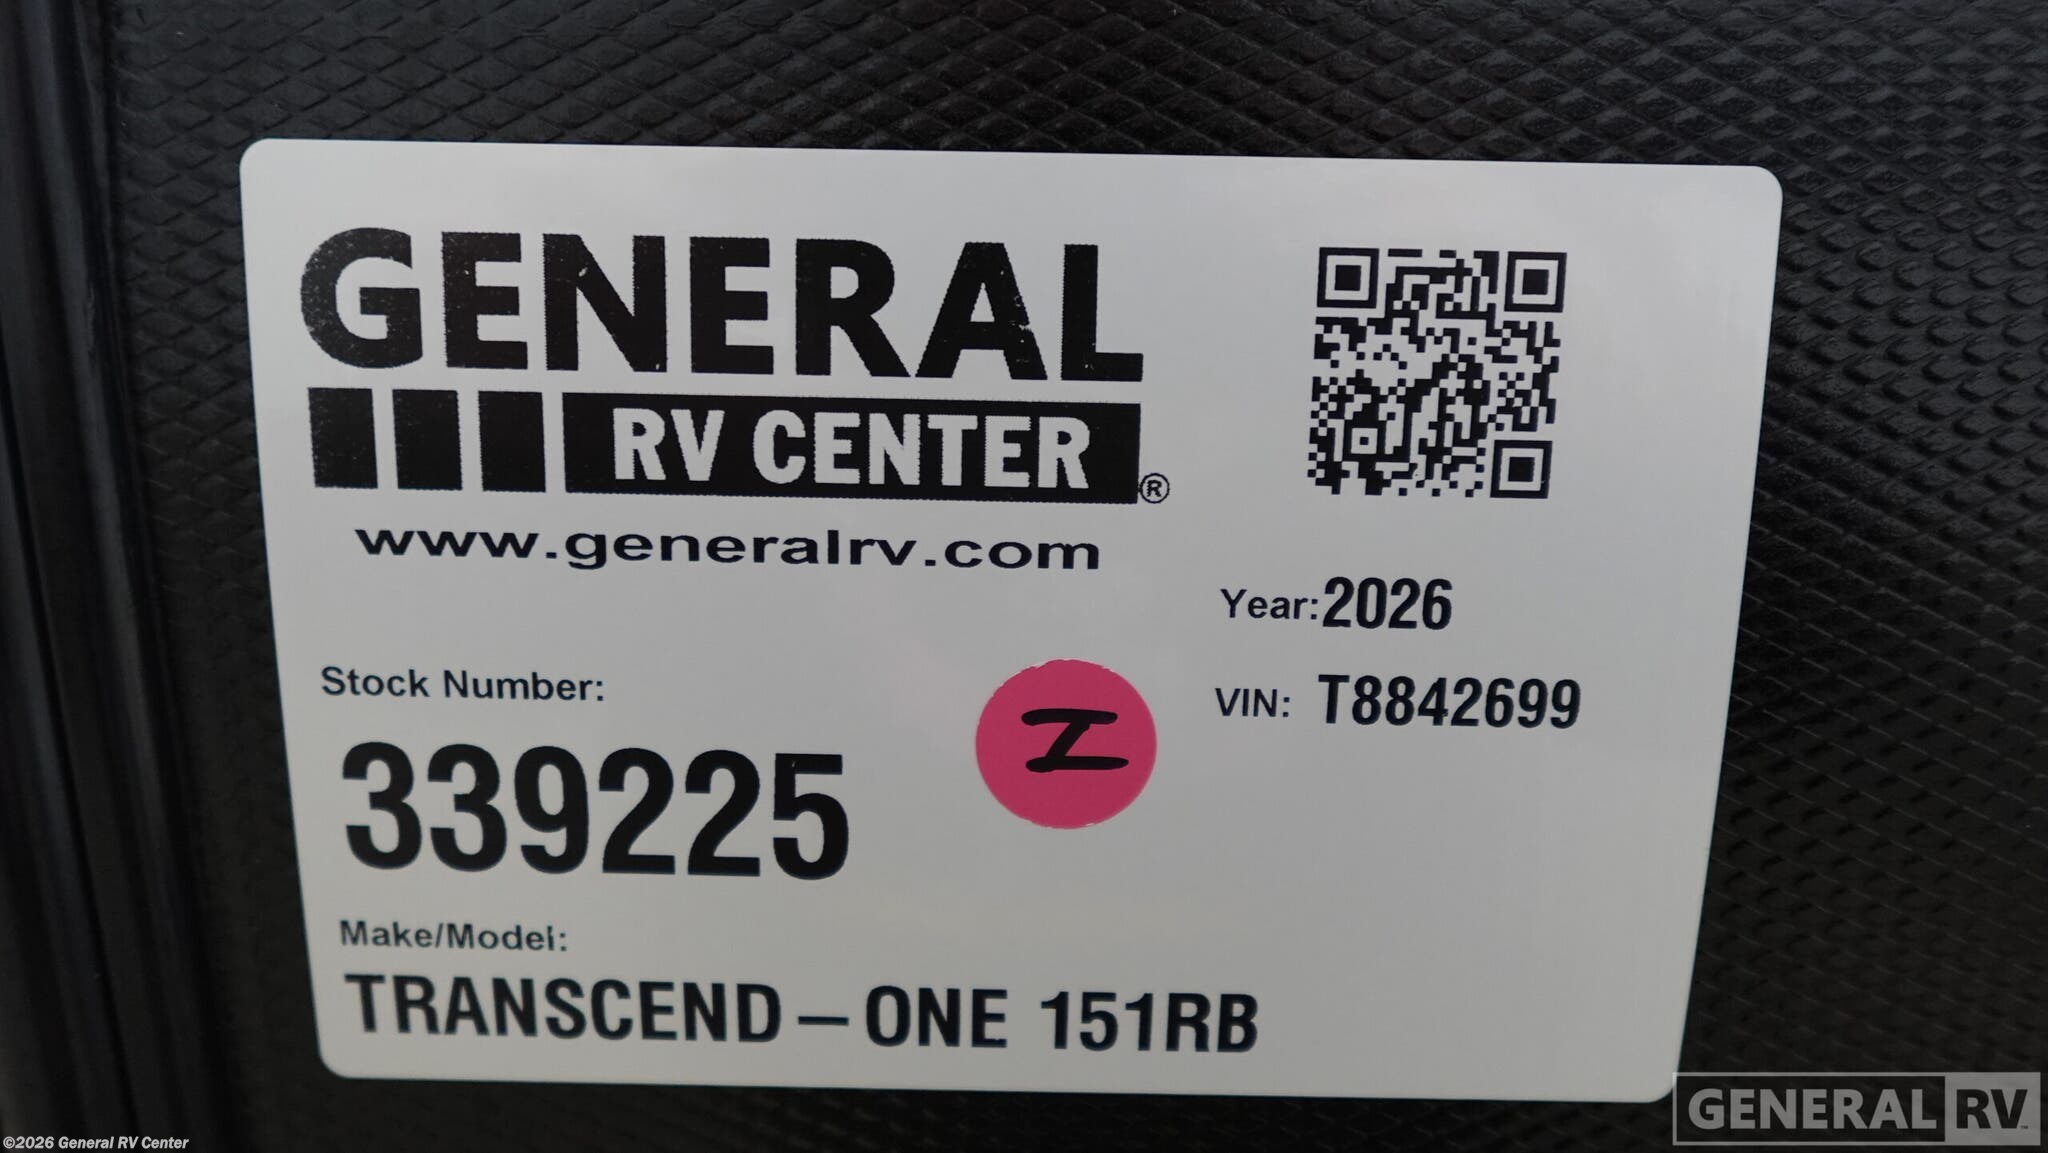 GENERAL
RV CENTER®
www.generalrv.com
Year: 2026
VIN: T8842699
Stock Number:
339225
I
Make/Model:
TRANSCEND-ONE 151RB
GENERAL RV™
©2026 General RV Center